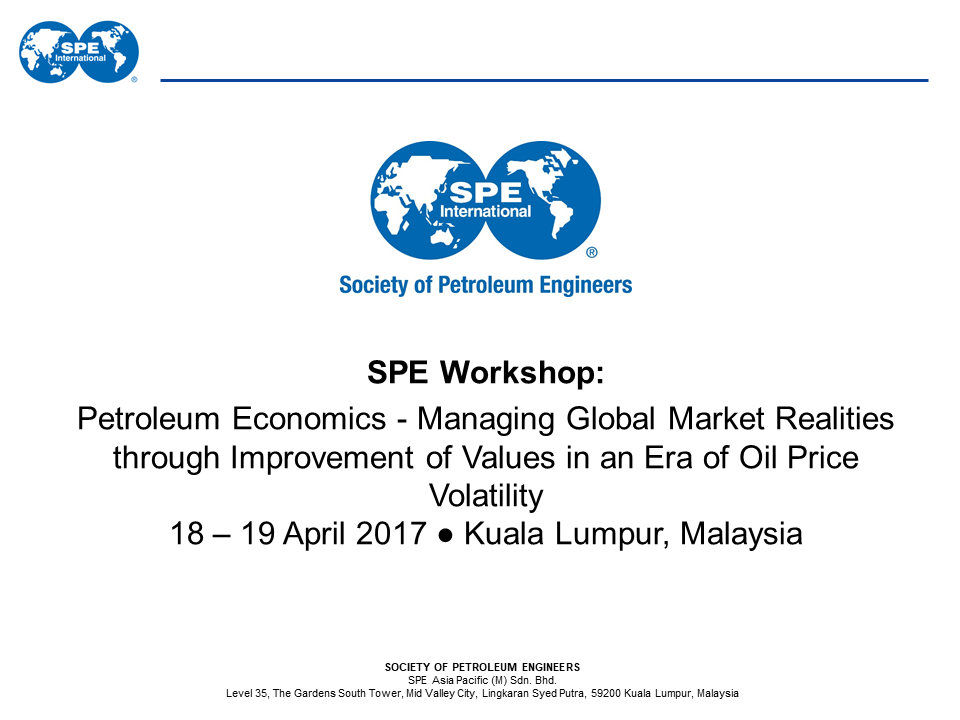 SPE
International
®
SPE
International
®
Society of Petroleum Engineers
SPE Workshop:
Petroleum Economics - Managing Global Market Realities
through Improvement of Values in an Era of Oil Price
Volatility
18 – 19 April 2017 ● Kuala Lumpur, Malaysia
SOCIETY OF PETROLEUM ENGINEERS
SPE Asia Pacific (M) Sdn. Bhd.
Level 35, The Gardens South Tower, Mid Valley City, Lingkaran Syed Putra, 59200 Kuala Lumpur, Malaysia